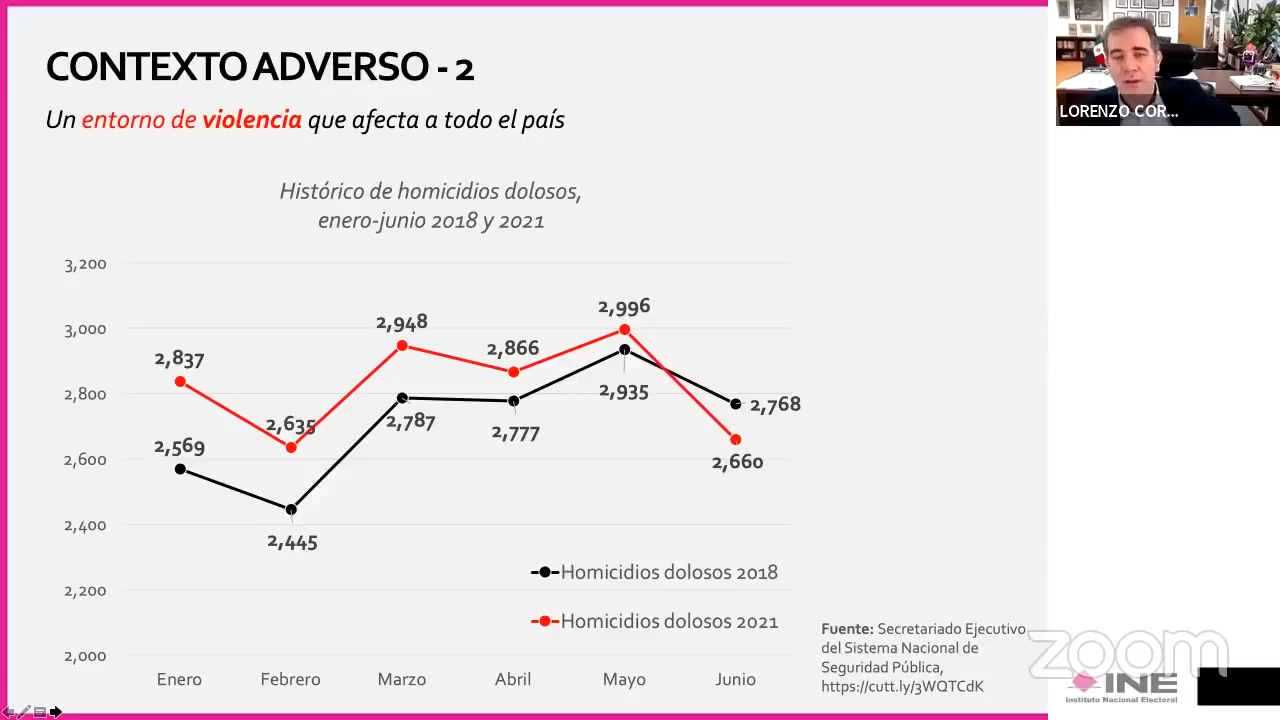 CONTEXTO ADVERSO - 2
Un entorno de violencia que afecta a todo el país
Histórico de homicidios dolosos,
enero-junio 2018 y 2021
3,200
3,000
2,800
2,600
2,400
2,200
2,000
2,837
2,635
2,948
2,866
2,996
2,660
2,569
2,445
2,787
2,777
2,935
2,768
Homicidios dolosos 2018
Homicidios dolosos 2021
Enero Febrero Marzo Abril Mayo Junio
Fuente: Secretariado Ejecutivo
del Sistema Nacional de
Seguridad Pública,
https://cutt.ly/3WQTCdK
LORENZO COR...
zoom
INE
Instituto Nacional Electoral